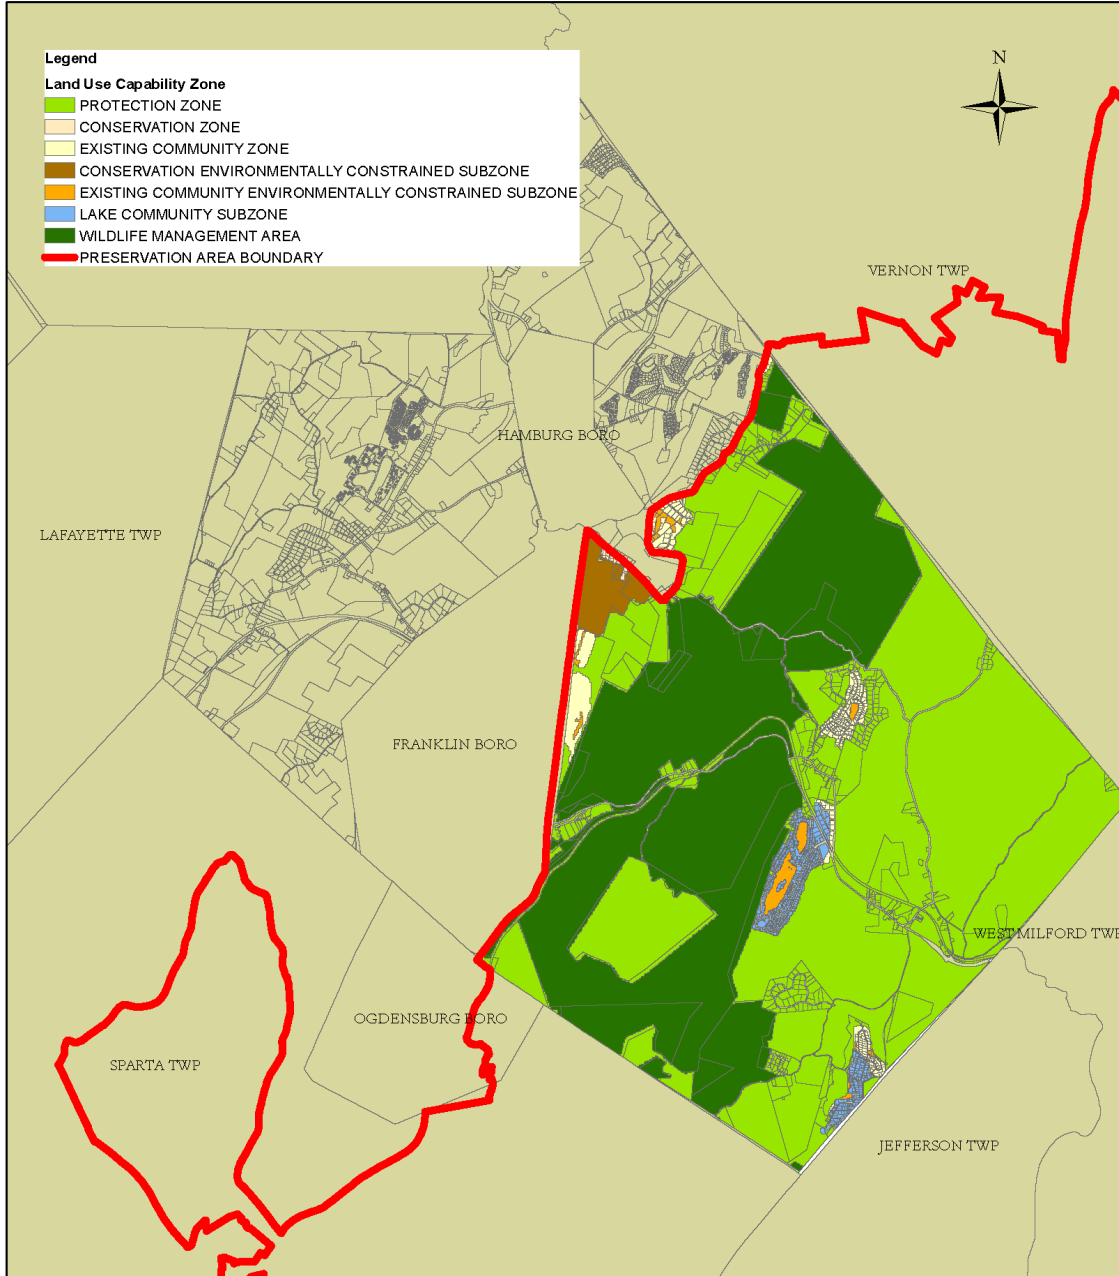 Legend
Land Use Capability Zone
PROTECTION ZONE
CONSERVATION ZONE
EXISTING COMMUNITY ZONE
CONSERVATION ENVIRONMENTALLY CONSTRAINED SUBZONE
EXISTING COMMUNITY ENVIRONMENTALLY CONSTRAINED SUBZONE
LAKE COMMUNITY SUBZONE
WILDLIFE MANAGEMENT AREA
PRESERVATION AREA BOUNDARY
N
VERNON TWP
HAMBURG BORO
LAFAYETTE TWP
FRANKLIN BORO
WEST MILFORD TWP
OGDENSBURG BORO
SPARTA TWP
JEFFERSON TWP